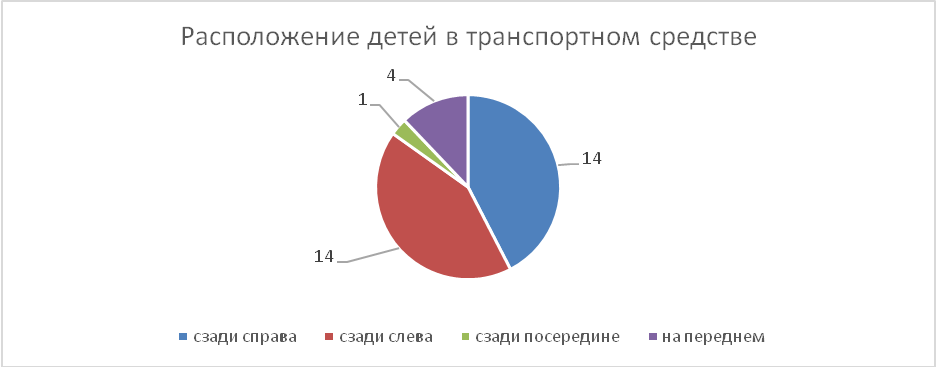 Расположение детей в транспортном средстве
4
1
14
14
сзади справа сзади слева сзади посередине на переднем